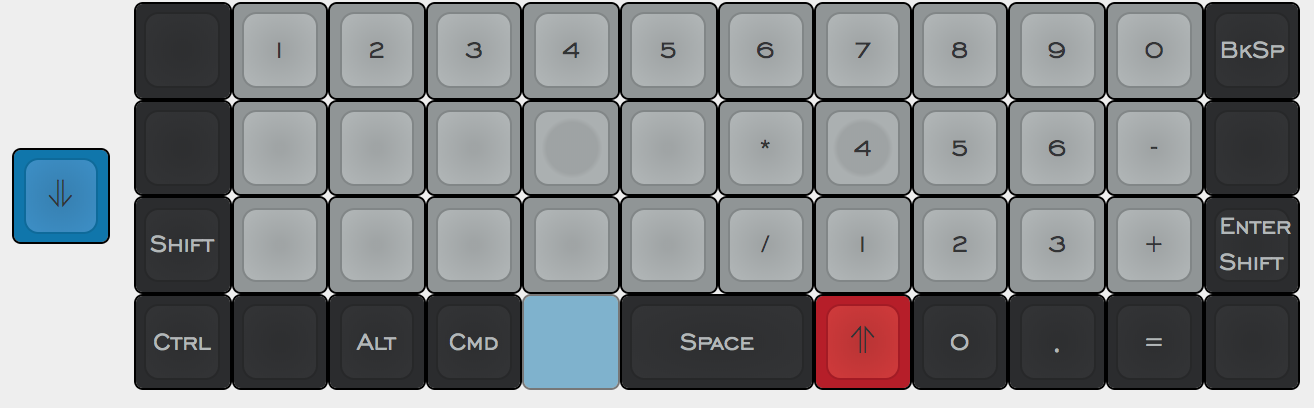 1 2 3 4 5 6 7 8 9 0 BkSp
* 4 5 6 -
⇓
Shift / 1 2 3 + Enter
Shift
Ctrl Alt Cmd Space ⇑ 0 . =